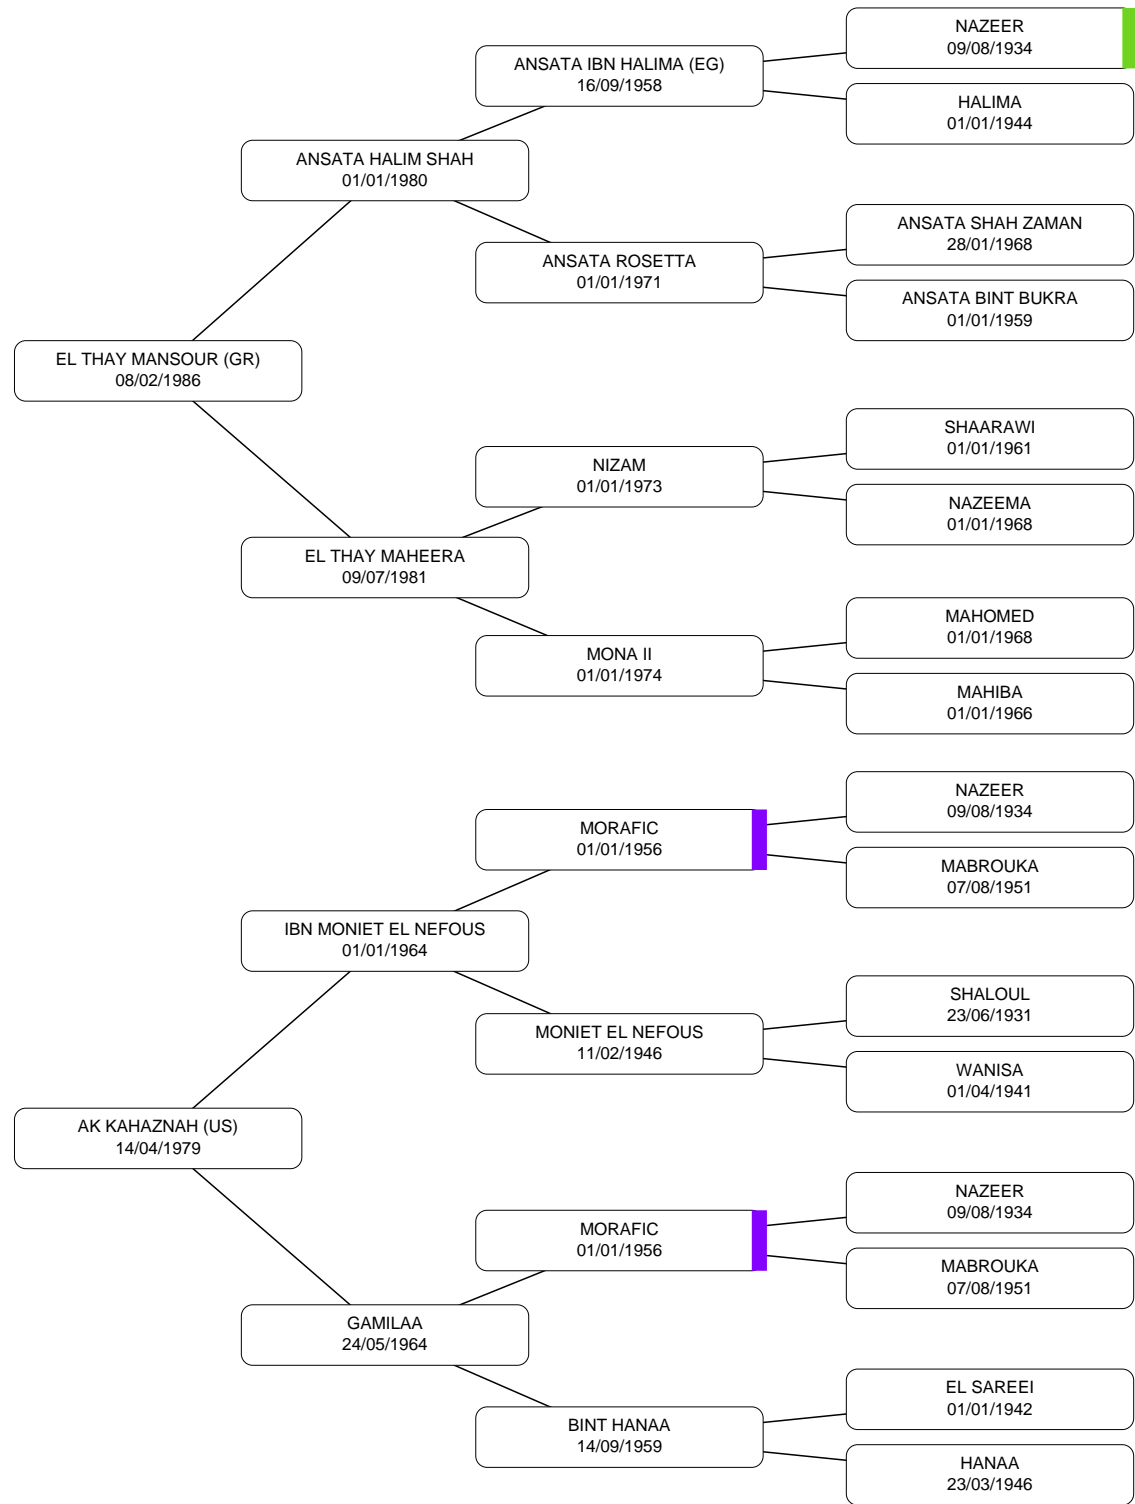 NAZEER
09/08/1934
ANSATA IBN HALIMA (EG)
16/09/1958
HALIMA
01/01/1944
ANSATA HALIM SHAH
01/01/1980
ANSATA SHAH ZAMAN
28/01/1968
ANSATA ROSETTA
01/01/1971
ANSATA BINT BUKRA
01/01/1959
EL THAY MANSOUR (GR)
08/02/1986
SHAARAWI
01/01/1961
NIZAM
01/01/1973
NAZEEMA
01/01/1968
EL THAY MAHEERA
09/07/1981
MAHOMED
01/01/1968
MONA II
01/01/1974
MAHIBA
01/01/1966
NAZEER
09/08/1934
MORAFIC
01/01/1956
MABROUKA
07/08/1951
IBN MONIET EL NEFOUS
01/01/1964
SHALOUL
23/06/1931
MONIET EL NEFOUS
11/02/1946
WANISA
01/04/1941
AK KAHAZNAH (US)
14/04/1979
NAZEER
09/08/1934
MORAFIC
01/01/1956
MABROUKA
07/08/1951
GAMILAA
24/05/1964
EL SAREEI
01/01/1942
BINT HANAA
14/09/1959
HANAA
23/03/1946